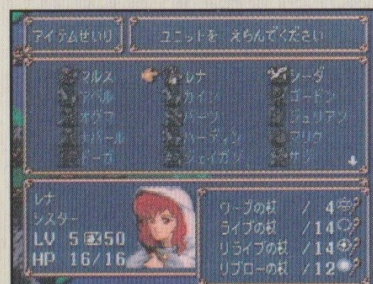 アイテムせいり
ユニットを えらんでください
マルス レナ シーダ
アベル カイン ゴードン
オグマ バーツ ジュリアン
ナバール ハーディン マリク
ドーガ ジェイガン サジ
レナ
シスター
LV 5 EX50
HP 16/16
ワープの杖 / 4
ライブの杖 /14
リライブの杖 /14
リブローの杖 /12